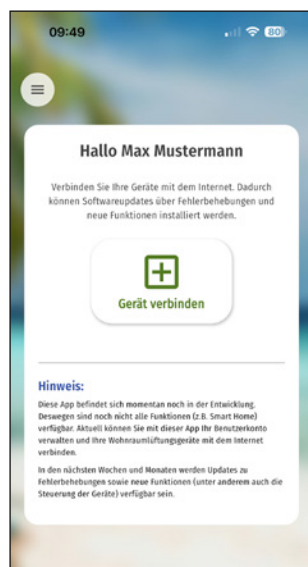 09:49
80
Hallo Max Mustermann
Verbinden Sie Ihre Geräte mit dem Internet. Dadurch
können Softwareupdates über Fehlerbehebungen und
neue Funktionen installiert werden.
Gerät verbinden
Hinweis:
Diese App befindet sich momentan noch in der Entwicklung.
Deswegen sind noch nicht alle Funktionen (z.B. Smart Home)
verfügbar. Aktuell können Sie mit dieser App Ihr Benutzerkonto
verwalten und Ihre Wohnraumlüftungsgeräte mit dem Internet
verbinden.
In den nächsten Wochen und Monaten werden Updates zu
Fehlerbehebungen sowie neue Funktionen (unter anderem auch die
Steuerung der Geräte) verfügbar sein.